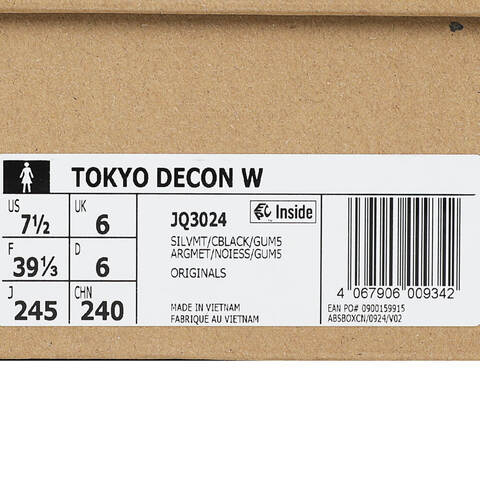 TOKYO DECON W
US
7½
UK
6
F
39⅓
D
6
J
245
CHN
240
JQ3024
Inside
SILVMT/CBLACK/GUM5
ARGMET/NOIESS/GUM5
ORIGINALS
MADE IN VIETNAM
FABRIQUE AU VIETNAM
4 067906 009342
EAN PO# 0900159915
ABSBOXCN/0924/V02